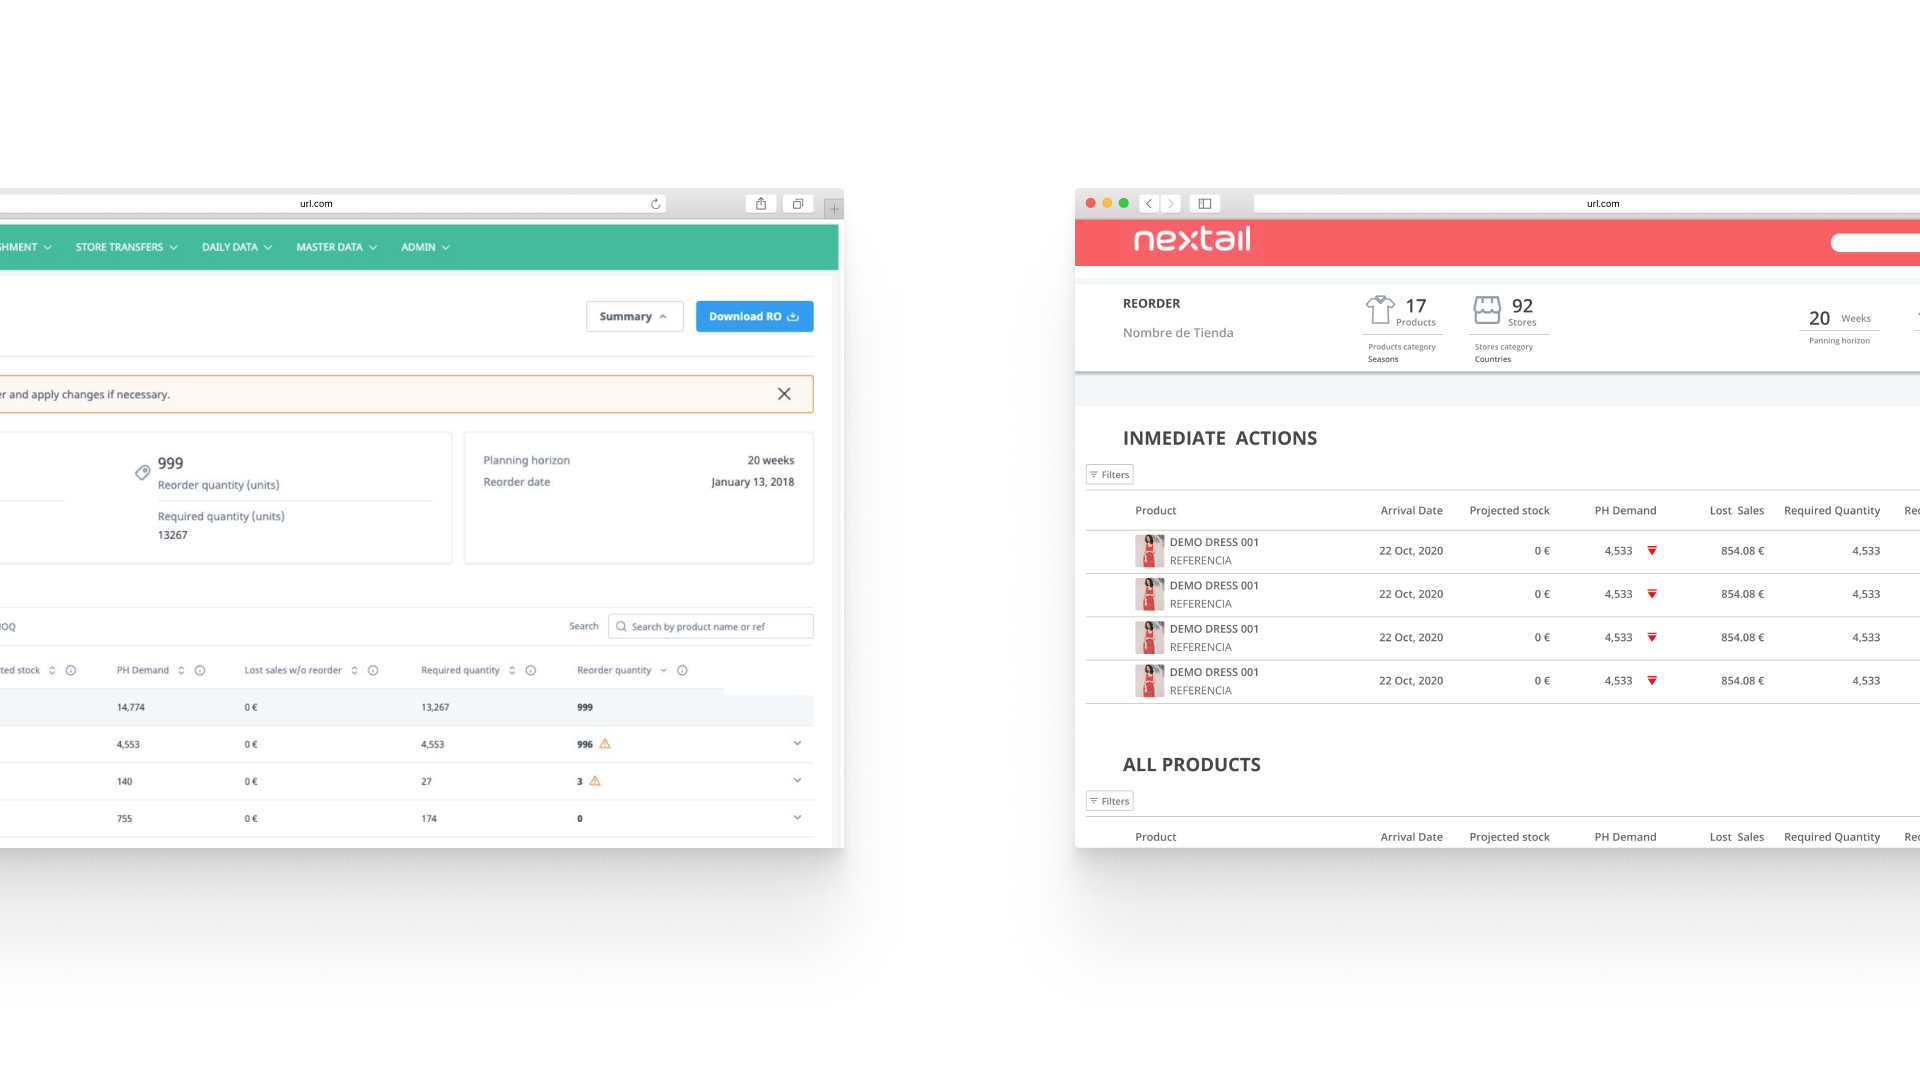 url.com
SHMENT STORE TRANSFERS DAILY DATA MASTER DATA ADMIN
Summary Download RO
er and apply changes if necessary.
999
Reorder quantity (units)
Required quantity (units)
13267
Planning horizon 20 weeks
Reorder date January 13, 2018
MOQ Search Search by product name or ref
ted stock PH Demand Lost sales w/o reorder Required quantity Reorder quantity
14,774 0 € 13,267 999
4,553 0 € 4,553 996
140 0 € 27 3
755 0 € 174 0
url.com
nextail
REORDER
Nombre de Tienda
17
Products
Products category
Seasons
92
Stores
Stores category
Countries
20 Weeks
Panning horizon
INMEDIATE ACTIONS
Filters
Product Arrival Date Projected stock PH Demand Lost Sales Required Quantity Rec
DEMO DRESS 001
REFERENCIA
22 Oct, 2020 0 € 4,533 854.08 € 4,533
DEMO DRESS 001
REFERENCIA
22 Oct, 2020 0 € 4,533 854.08 € 4,533
DEMO DRESS 001
REFERENCIA
22 Oct, 2020 0 € 4,533 854.08 € 4,533
DEMO DRESS 001
REFERENCIA
22 Oct, 2020 0 € 4,533 854.08 € 4,533
ALL PRODUCTS
Filters
Product Arrival Date Projected stock PH Demand Lost Sales Required Quantity Rec